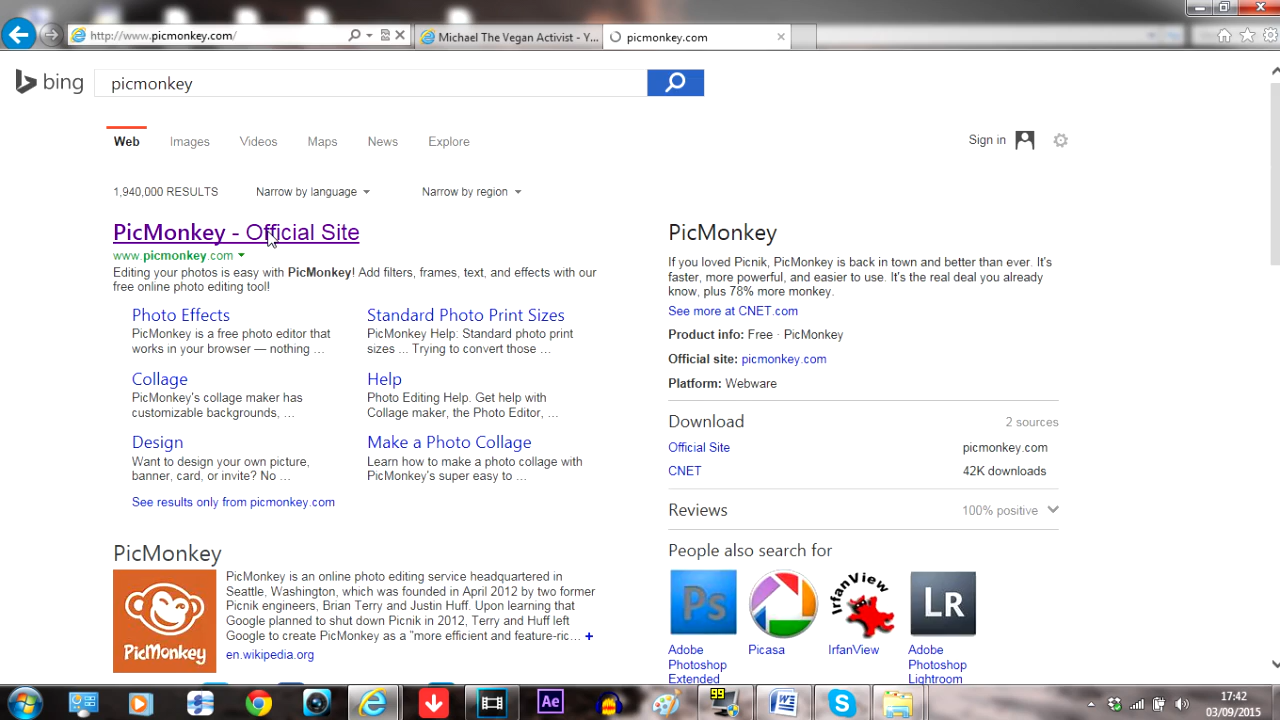 http://www.picmonkey.com/
Michael The Vegan Activist - Y...
picmonkey.com
bing
picmonkey
Web
Images
Videos
Maps
News
Explore
Sign in
1,940,000 RESULTS
Narrow by language
Narrow by region
PicMonkey - Official Site
www.picmonkey.com
Editing your photos is easy with PicMonkey! Add filters, frames, text, and effects with our
free online photo editing tool!
Photo Effects
PicMonkey is a free photo editor that
works in your browser — nothing ...
Standard Photo Print Sizes
PicMonkey Help: Standard photo print
sizes ... Trying to convert those ...
Collage
PicMonkey's collage maker has
customizable backgrounds, ...
Help
Photo Editing Help. Get help with
Collage maker, the Photo Editor, ...
Design
Want to design your own picture,
banner, card, or invite? No ...
Make a Photo Collage
Learn how to make a photo collage with
PicMonkey's super easy to ...
See results only from picmonkey.com
PicMonkey
PicMonkey
PicMonkey is an online photo editing service headquartered in
Seattle, Washington, which was founded in April 2012 by two former
Picnik engineers, Brian Terry and Justin Huff. Upon learning that
Google planned to shut down Picnik in 2012, Terry and Huff left
Google to create PicMonkey as a "more efficient and feature-ric... +
en.wikipedia.org
PicMonkey
If you loved Picnik, PicMonkey is back in town and better than ever. It's
faster, more powerful, and easier to use. It's the real deal you already
know, plus 78% more monkey.
See more at CNET.com
Product info: Free · PicMonkey
Official site: picmonkey.com
Platform: Webware
Download
2 sources
Official Site
picmonkey.com
CNET
42K downloads
Reviews
100% positive
People also search for
Ps
IrfanView
LR
Adobe
Photoshop
Extended
Picasa
IrfanView
Adobe
Photoshop
Lightroom
Ae
99
17:42
03/09/2015